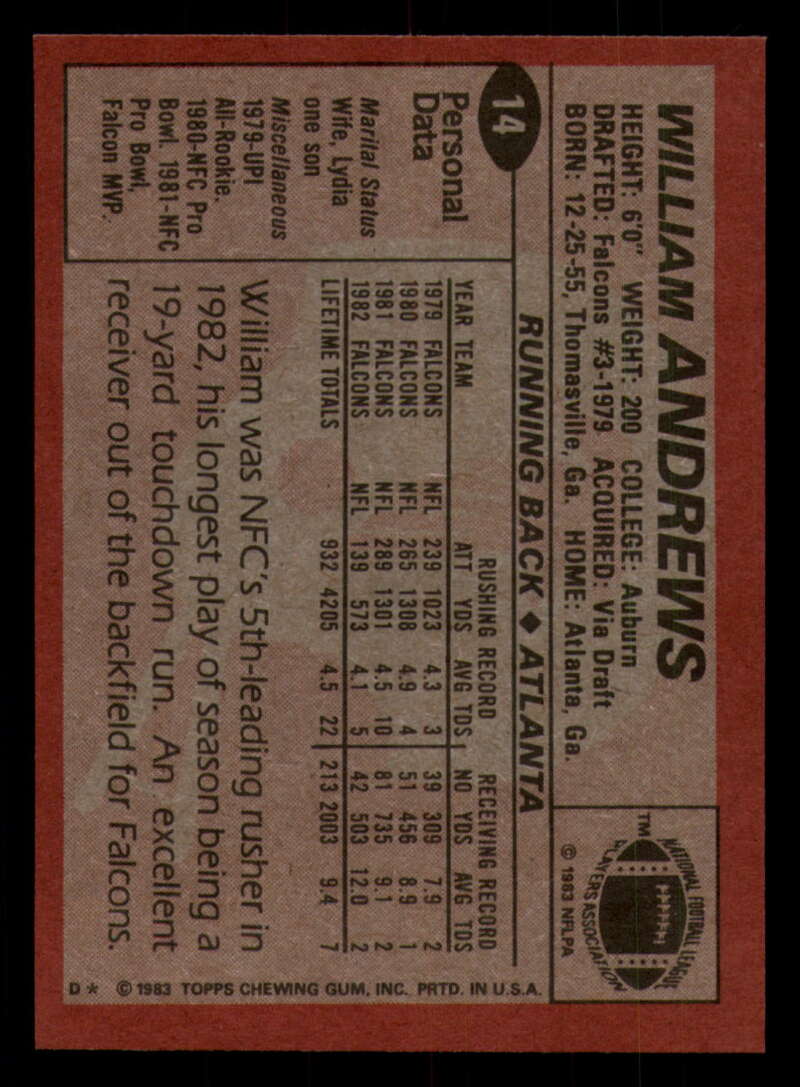 WILLIAM ANDREWS
HEIGHT: 6'0" WEIGHT: 200 COLLEGE: Auburn
DRAFTED: Falcons #3-1979 ACQUIRED: Via Draft
BORN: 12-25-55, Thomasville, Ga. HOME: Atlanta, Ga.
NATIONAL FOOTBALL LEAGUE
PLAYERS ASSOCIATION
TM
© 1983 NFLPA
14
RUNNING BACK ♦ ATLANTA
Personal
Data
Marital Status
Wife, Lydia
one son
Miscellaneous
1979-UPI
All-Rookie.
1980-NFC Pro
Bowl. 1981-NFC
Pro Bowl,
Falcon MVP.
RUSHING RECORD RECEIVING RECORD
YEAR TEAM ATT YDS AVG TDS NO YDS AVG TDS
1979 FALCONS NFL 239 1023 4.3 3 39 309 7.9 2
1980 FALCONS NFL 265 1308 4.9 4 51 456 8.9 1
1981 FALCONS NFL 289 1301 4.5 10 81 735 9.1 2
1982 FALCONS NFL 139 573 4.1 5 42 503 12.0 2
LIFETIME TOTALS 932 4205 4.5 22 213 2003 9.4 7
William was NFC's 5th-leading rusher in
1982, his longest play of season being a
19-yard touchdown run. An excellent
receiver out of the backfield for Falcons.
D * © 1983 TOPPS CHEWING GUM, INC. PRTD. IN U.S.A.